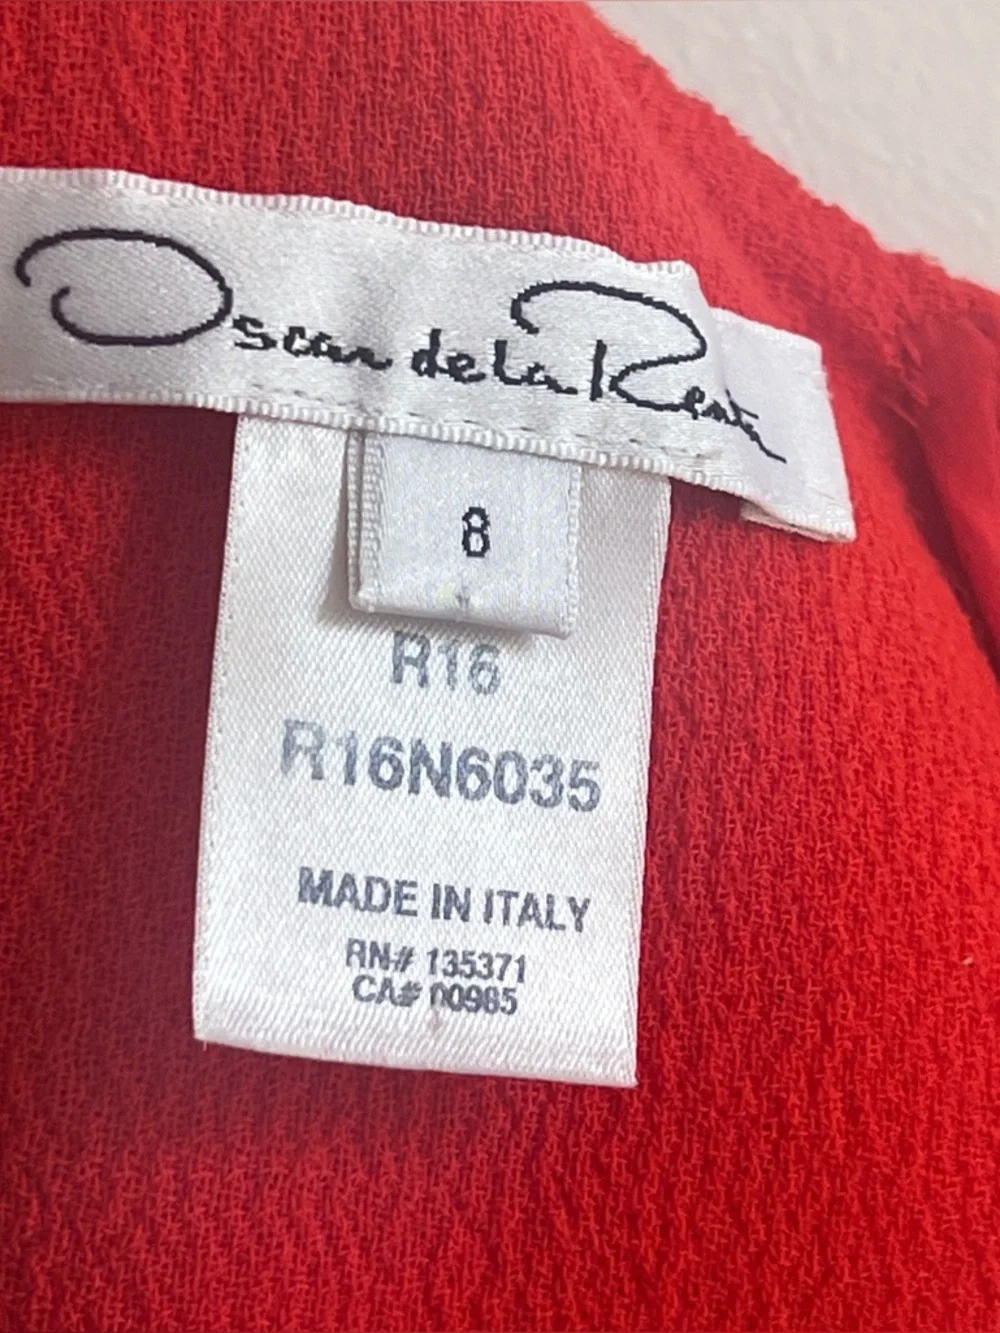 Oscar de la Renta
8
R16
R16N6035
MADE IN ITALY
RN# 135371
CA# 00985